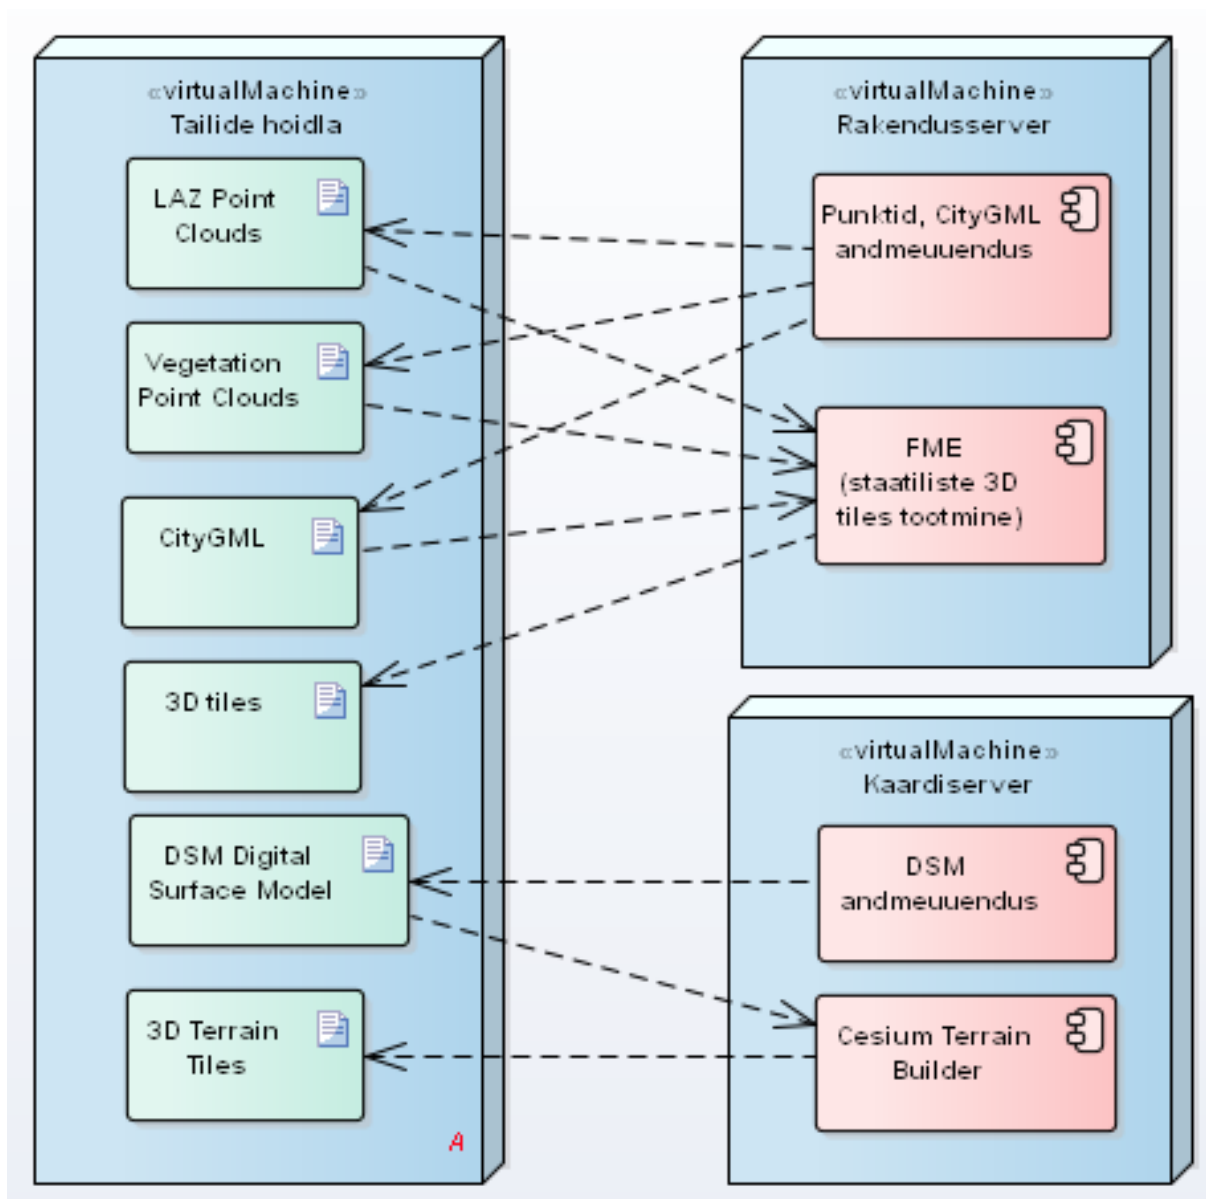 «virtualMachine»
Tailide hoidla
LAZ Point
Clouds
Vegetation
Point Clouds
CityGML
3D tiles
DSM Digital
Surface Model
3D Terrain
Tiles
A
«virtualMachine»
Rakendusserver
Punktid, CityGML
andmeuuendus
FME
(staatiliste 3D
tiles tootmine)
«virtualMachine»
Kaardiserver
DSM
andmeuuendus
Cesium Terrain
Builder